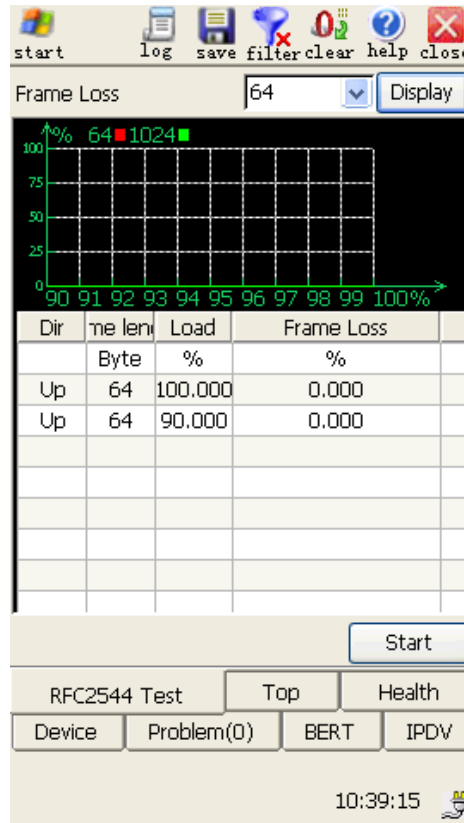 start log save filter clear help close
Frame Loss 64 Display
% 64 1024
100
75
50
25
0
90 91 92 93 94 95 96 97 98 99 100%
Dir me len Load Frame Loss
Byte % %
Up 64 100.000 0.000
Up 64 90.000 0.000
Start
RFC2544 Test Top Health
Device Problem(0) BERT IPDV
10:39:15